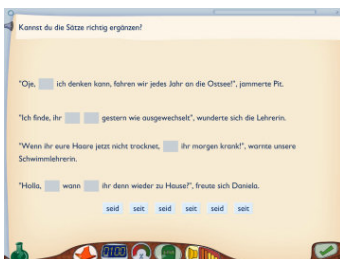 Kannst du die Sätze richtig ergänzen?
"Oje, ich denken kann, fahren wir jedes Jahr an die Ostsee!", jammerte Pit.
"Ich finde, ihr gestern wie ausgewechselt", wunderte sich die Lehrerin.
"Wenn ihr eure Haare jetzt nicht trocknet, ihr morgen krank!", warnte unsere
Schwimmlehrerin.
"Hallo, wann ihr denn wieder zu Hause?", freute sich Daniela.
seid seit seit seid seit seid
01:00